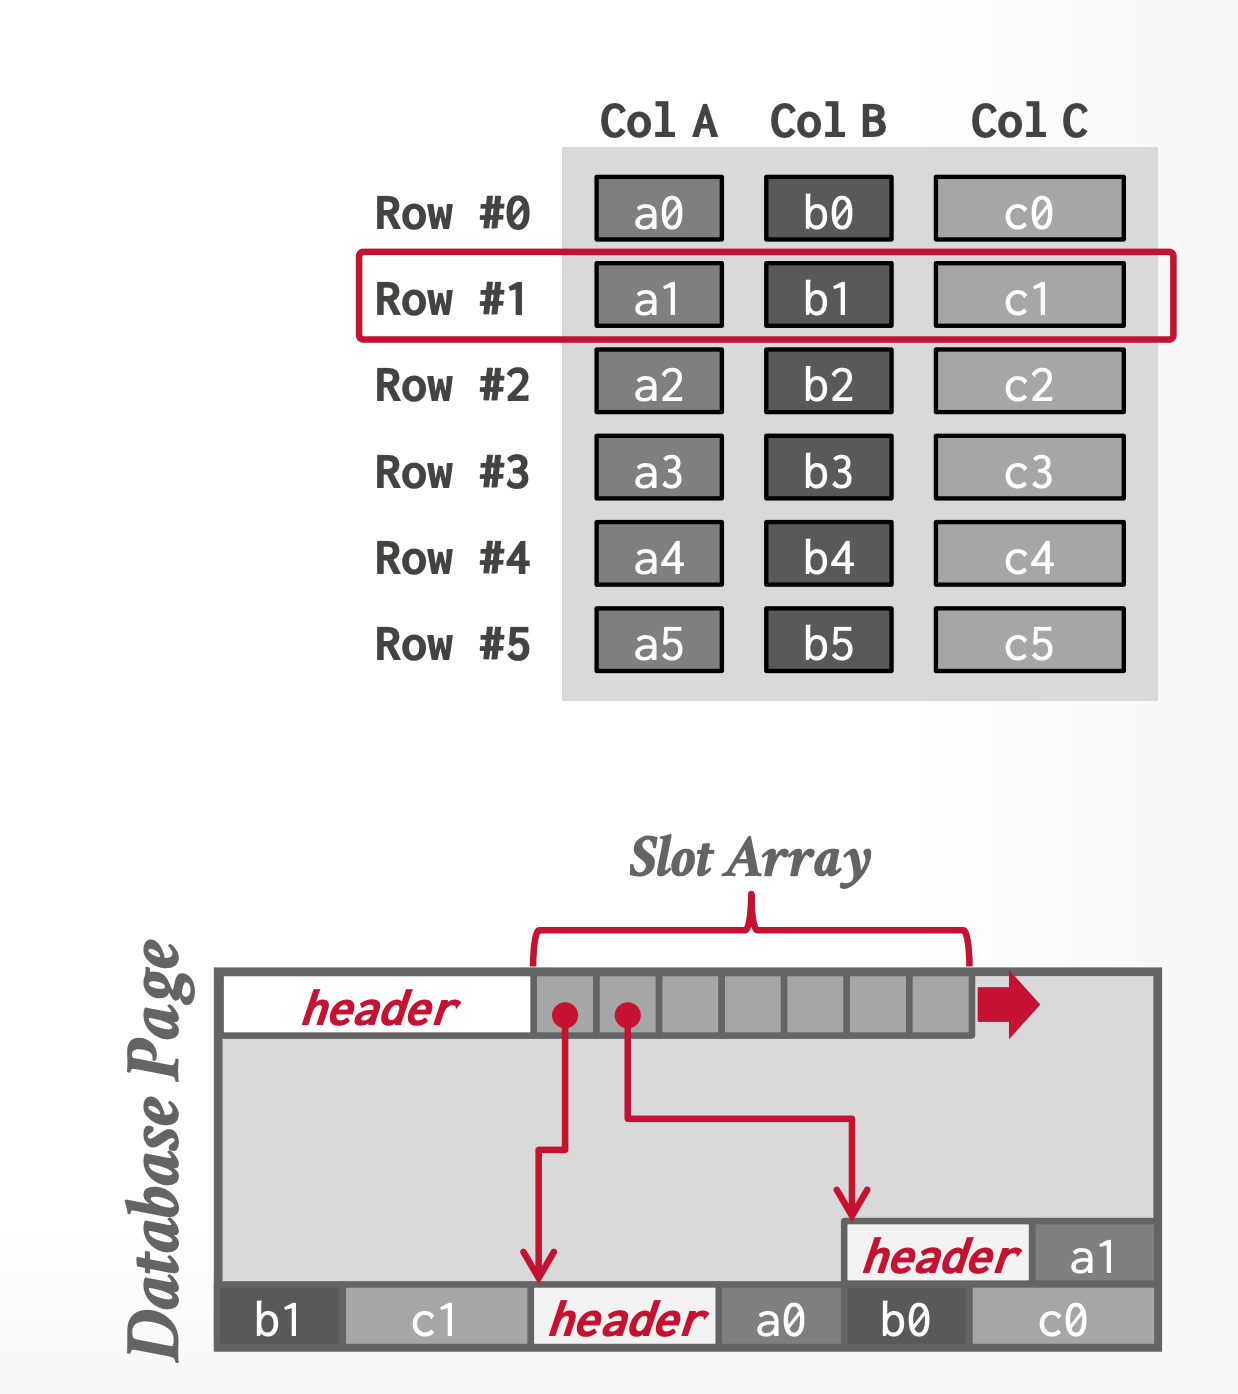 Col A Col B Col C
Row #0 a0 b0 c0
Row #1 a1 b1 c1
Row #2 a2 b2 c2
Row #3 a3 b3 c3
Row #4 a4 b4 c4
Row #5 a5 b5 c5
Slot Array
Database Page
header
header a1
b1 c1 header a0 b0 c0